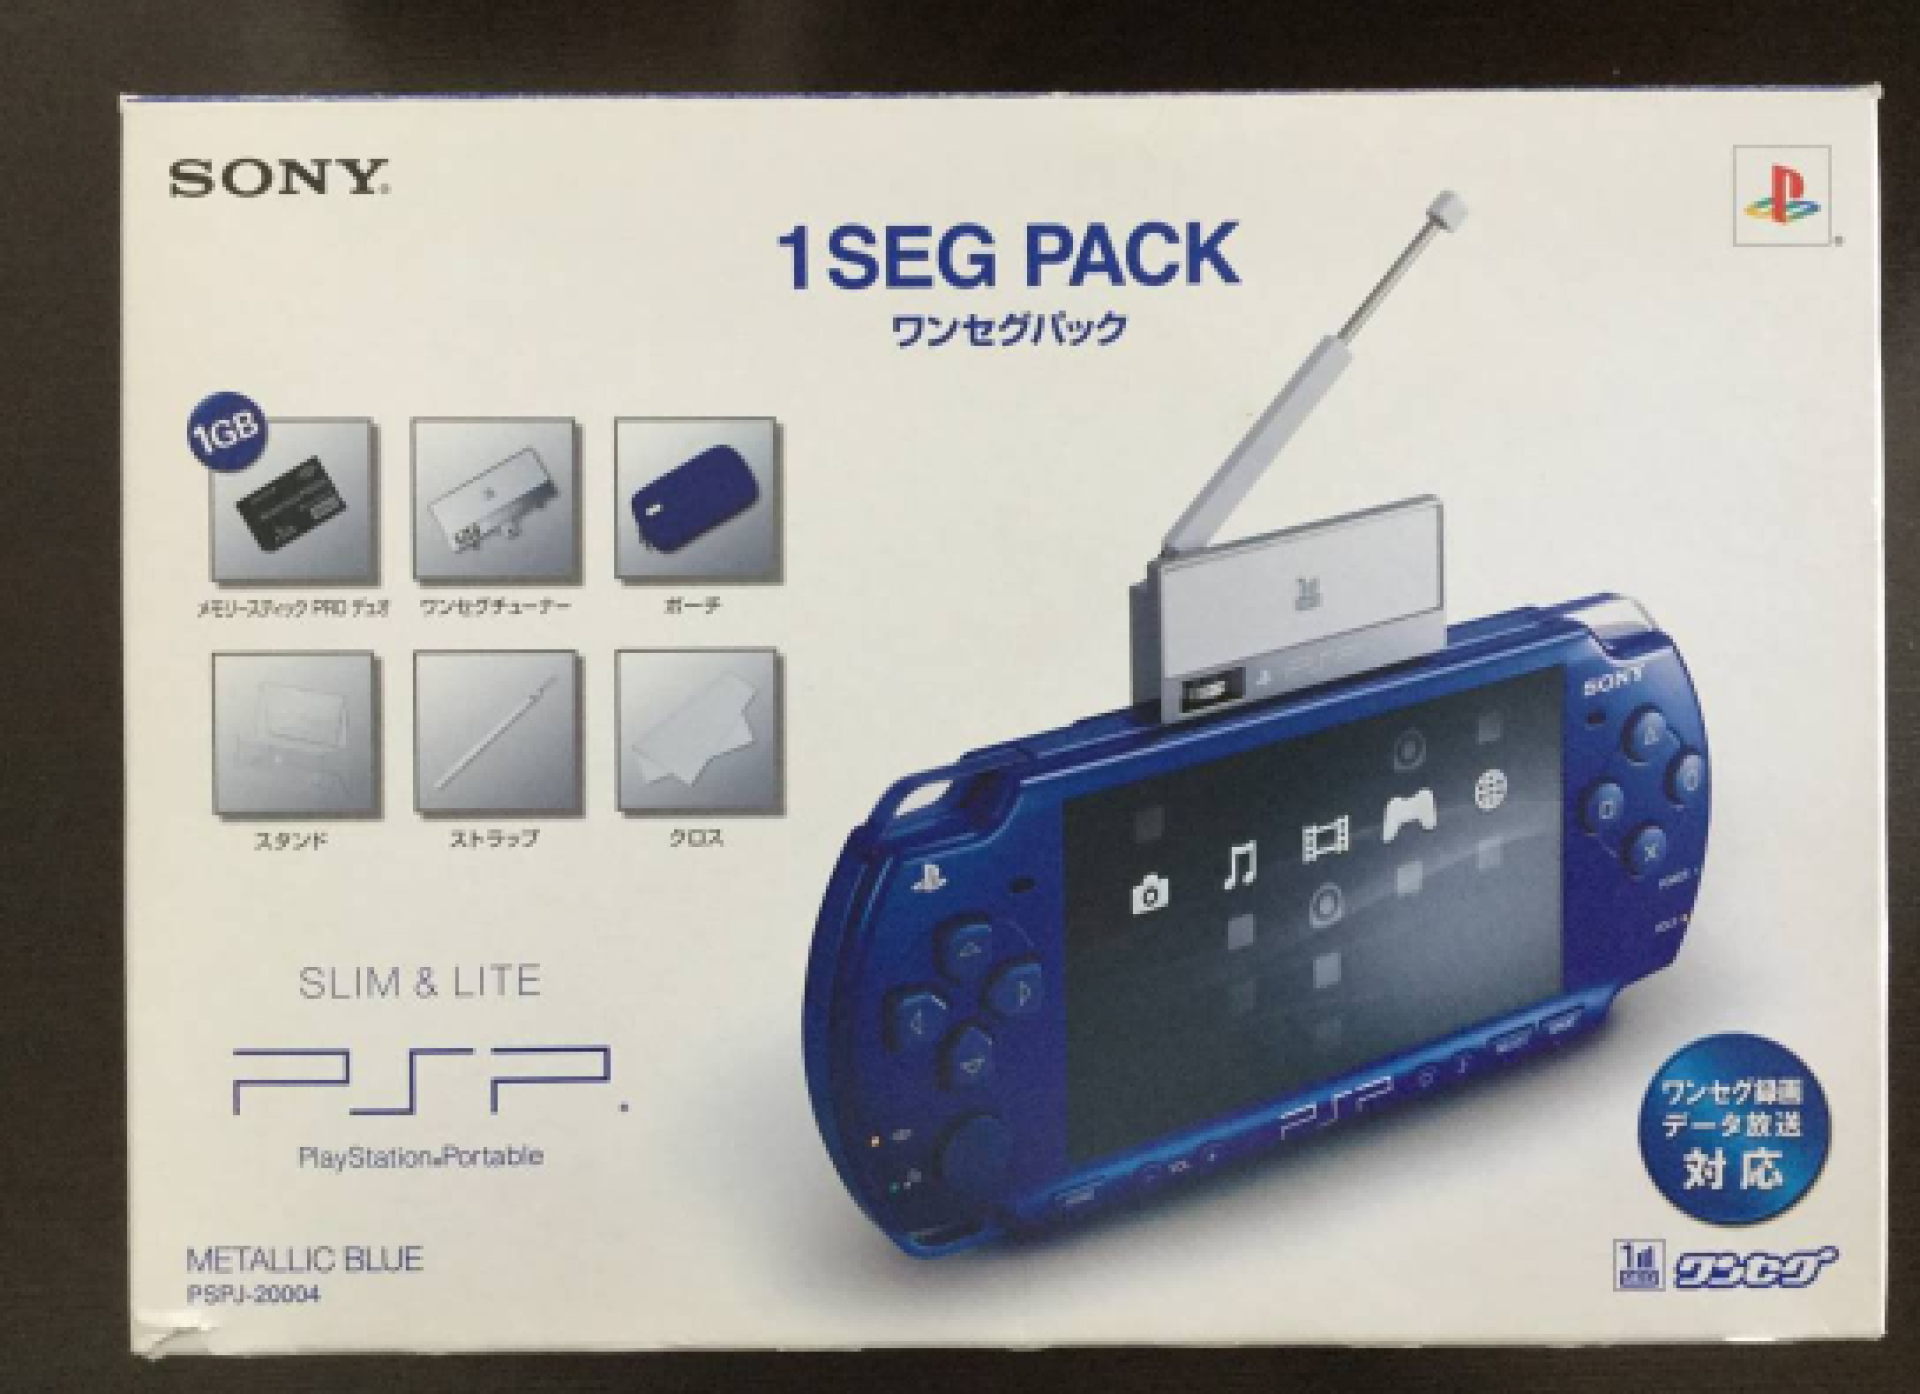 SONY®
1SEG PACK
ワンセグパック
1GB
メモリースティック PRO デュオ
ワンセグチューナー
ポーチ
スタンド
ストラップ
クロス
SONY
SLIM & LITE
PSP
PlayStation®Portable
PSP
METALLIC BLUE
PSPJ-20004
ワンセグ録画
データ放送
対応
ワンセグ